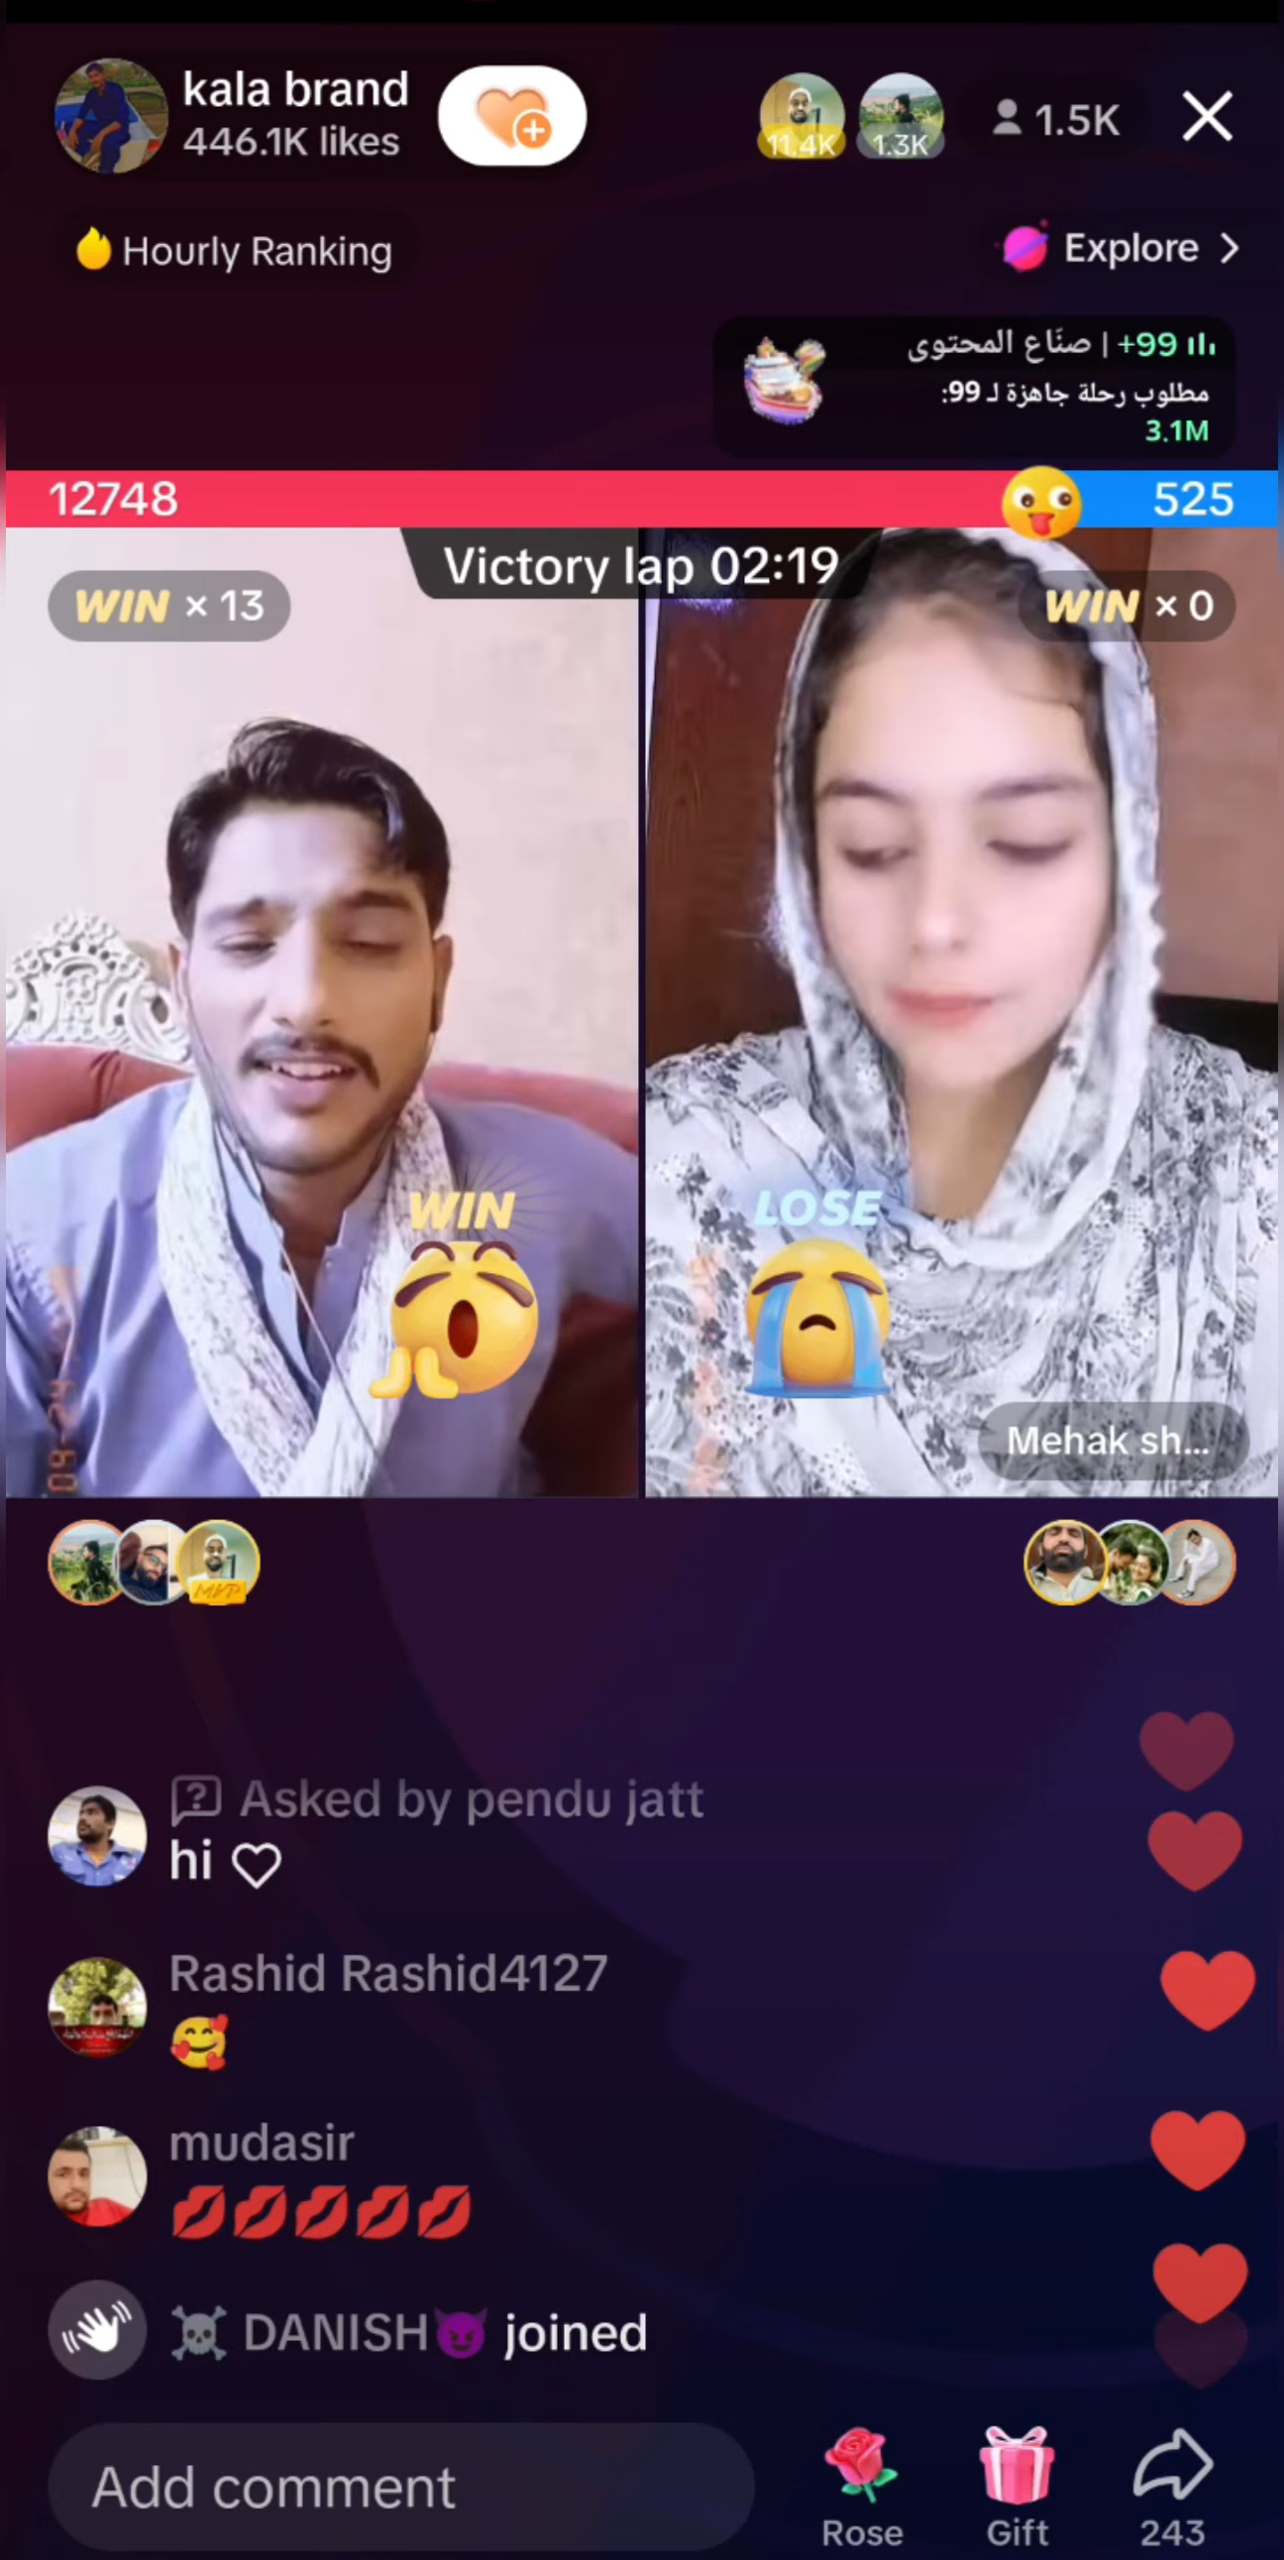 kala brand
446.1K likes
11.4K
1.3K
1.5K
Hourly Ranking
Explore
صنّاع المحتوى | +99
مطلوب رحلة جاهزة لـ 99:
3.1M
12748
525
Victory lap 02:19
WIN × 13
WIN × 0
WIN
LOSE
Mehak sh...
MVP
Asked by pendu jatt
hi ♡
Rashid Rashid4127
🥰
mudasir
💋💋💋💋💋
☠️ DANISH😈 joined
Add comment
Rose
Gift
243